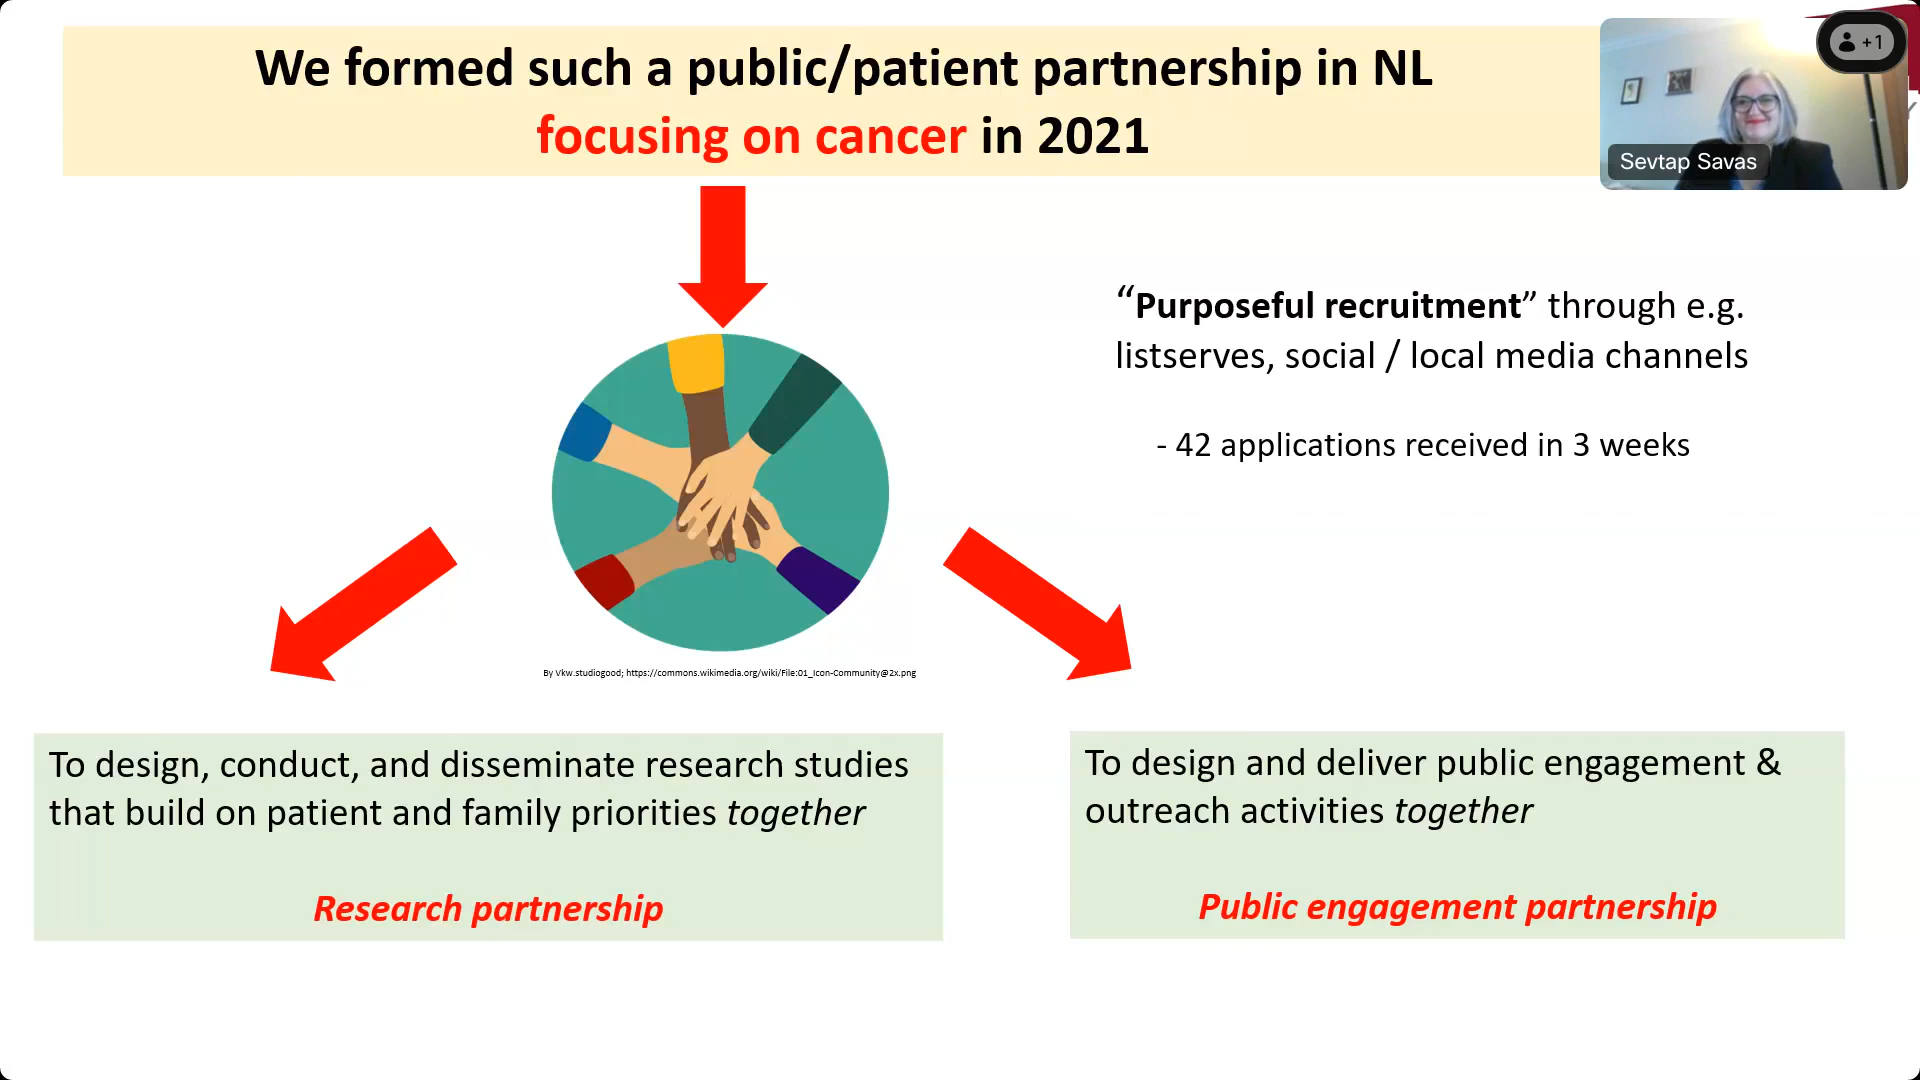 We formed such a public/patient partnership in NL
focusing on cancer in 2021
+1
Sevtap Savas
“Purposeful recruitment” through e.g.
listserves, social / local media channels
- 42 applications received in 3 weeks
By Vkw.studiogood; https://commons.wikimedia.org/wiki/File:01_Icon-Community@2x.png
To design, conduct, and disseminate research studies
that build on patient and family priorities together
Research partnership
To design and deliver public engagement &
outreach activities together
Public engagement partnership